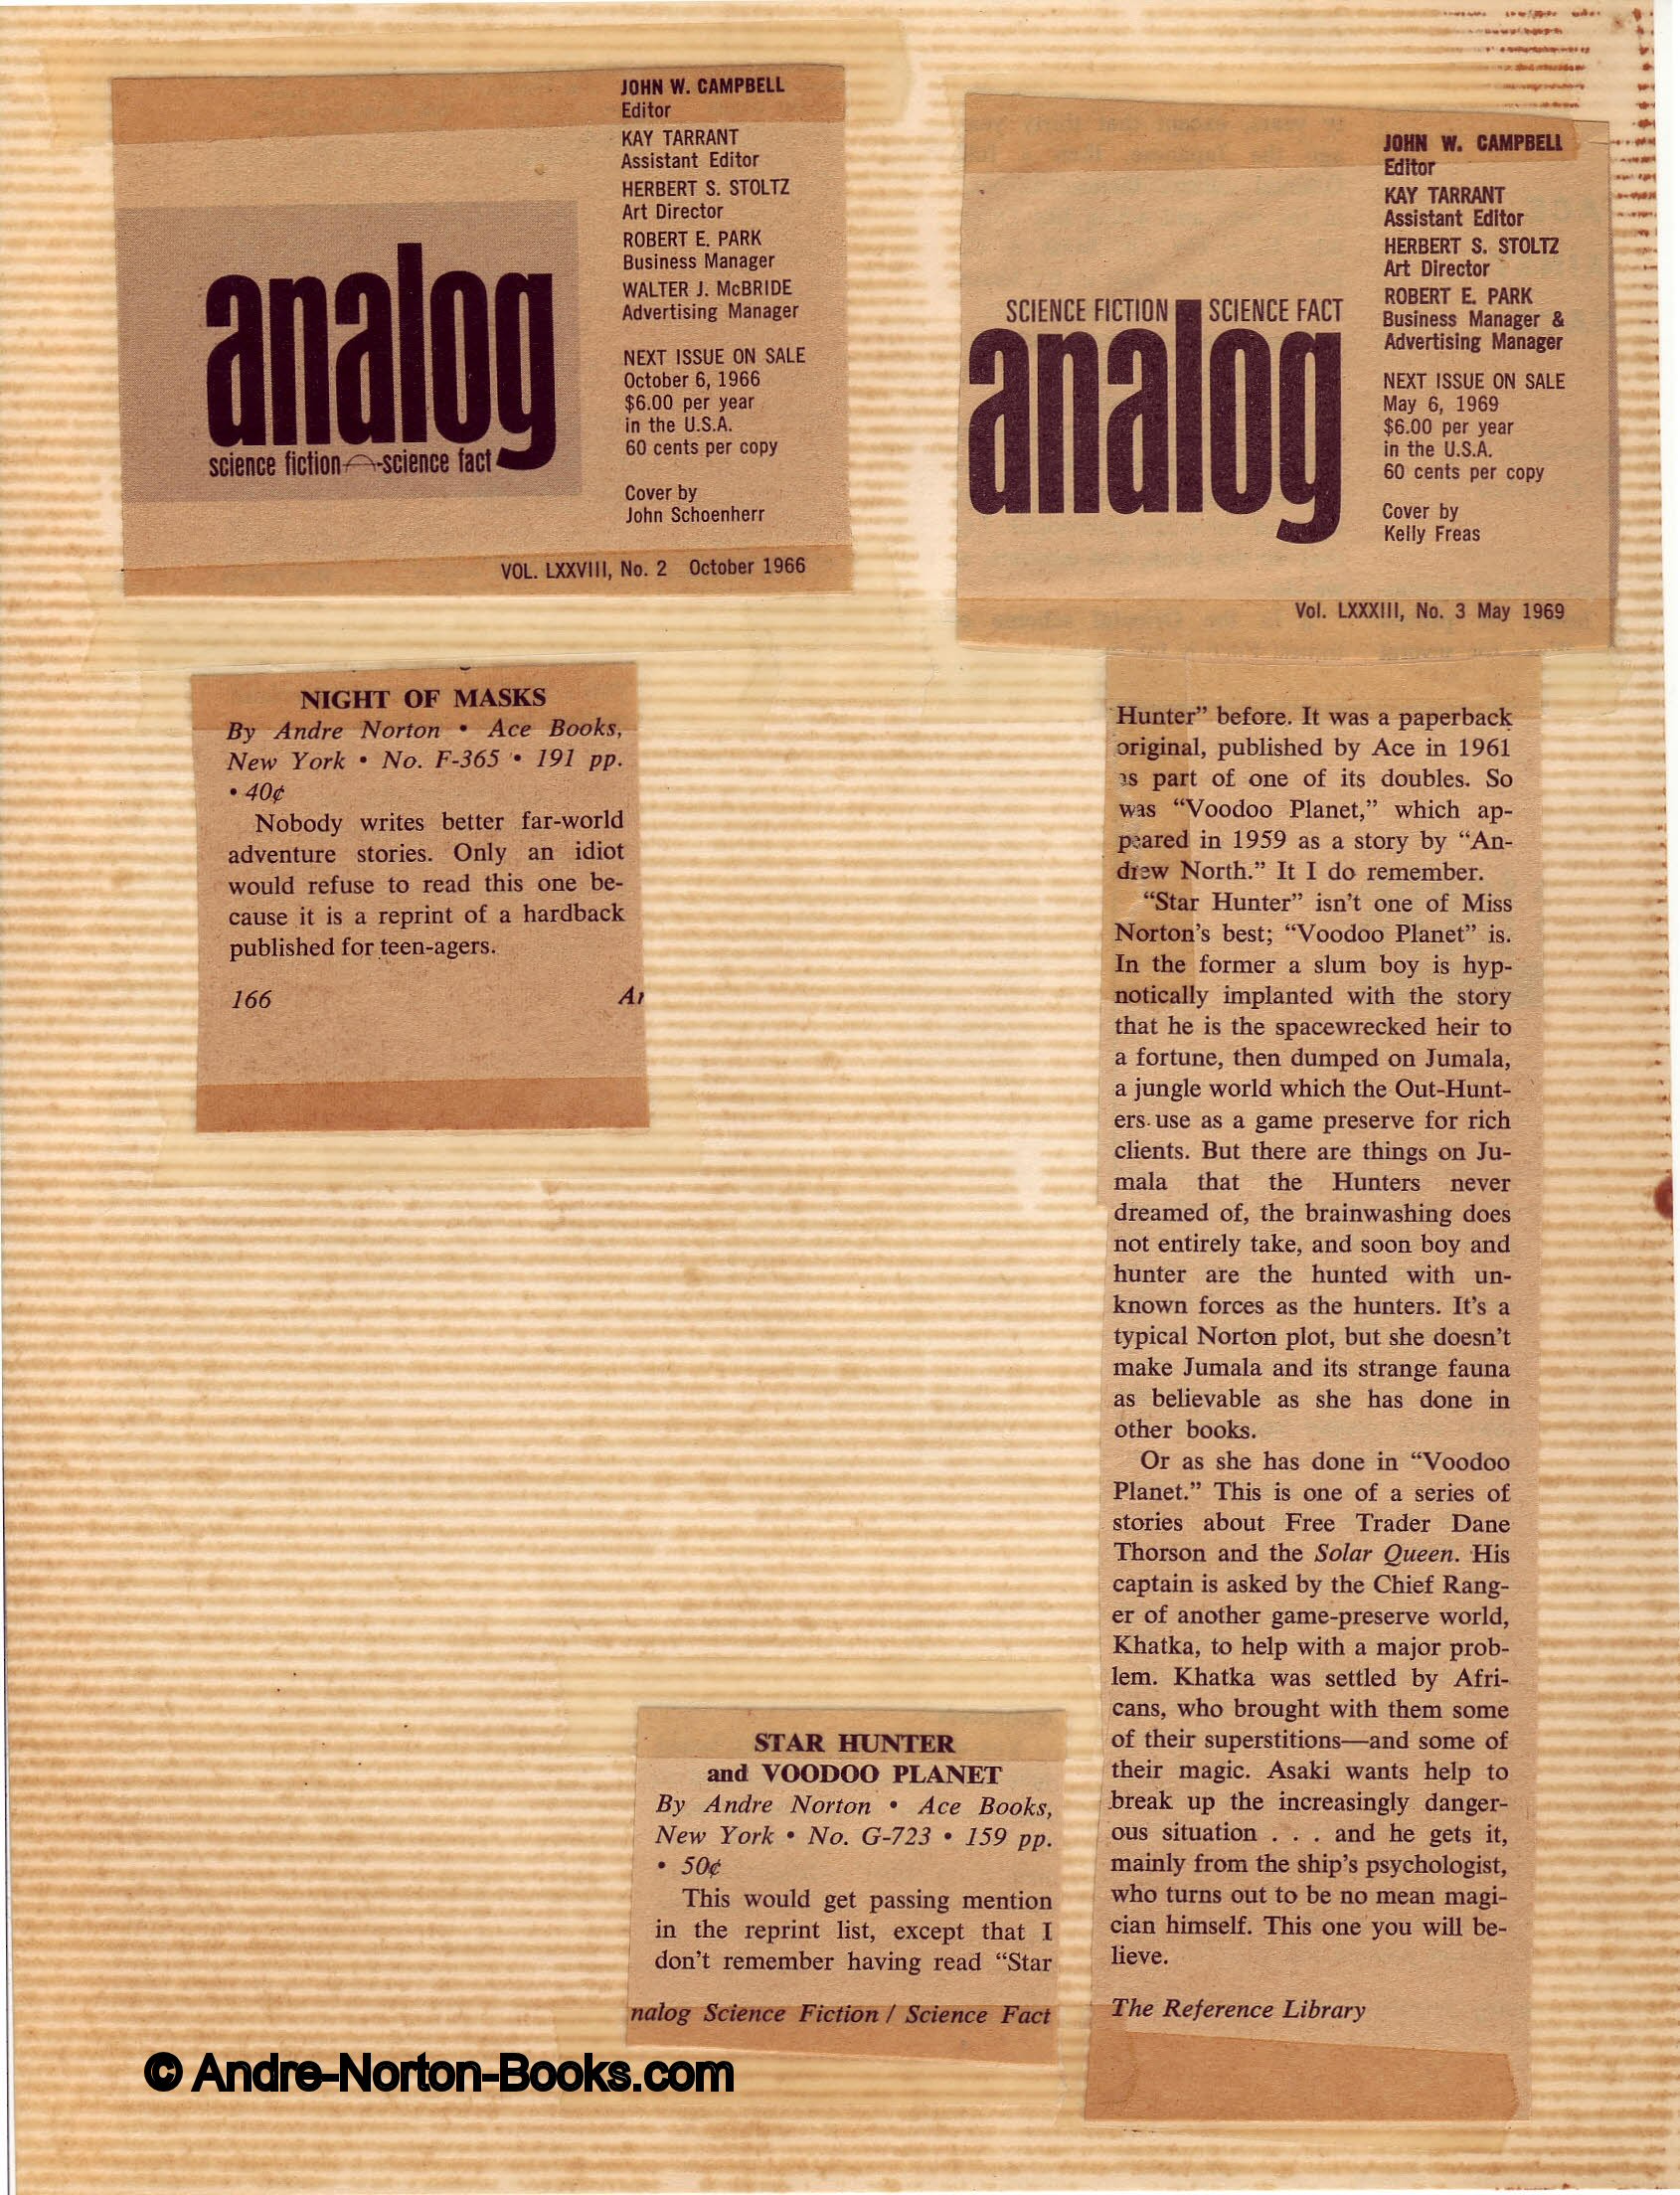 JOHN W. CAMPBELL
Editor
KAY TARRANT
Assistant Editor
HERBERT S. STOLTZ
Art Director
ROBERT E. PARK
Business Manager
WALTER J. McBRIDE
Advertising Manager
NEXT ISSUE ON SALE
October 6, 1966
$6.00 per year
in the U.S.A.
60 cents per copy
Cover by
John Schoenherr
analog
science fiction science fact
VOL. LXXVIII, No. 2 October 1966
NIGHT OF MASKS
By Andre Norton • Ace Books,
New York • No. F-365 • 191 pp.
• 40¢
Nobody writes better far-world
adventure stories. Only an idiot
would refuse to read this one be-
cause it is a reprint of a hardback
published for teen-agers.
166
JOHN W. CAMPBELL
Editor
KAY TARRANT
Assistant Editor
HERBERT S. STOLTZ
Art Director
ROBERT E. PARK
Business Manager &
Advertising Manager
NEXT ISSUE ON SALE
May 6, 1969
$6.00 per year
in the U.S.A.
60 cents per copy
Cover by
Kelly Freas
SCIENCE FICTION SCIENCE FACT
analog
Vol. LXXXIII, No. 3 May 1969
STAR HUNTER
and VOODOO PLANET
By Andre Norton • Ace Books,
New York • No. G-723 • 159 pp.
• 50¢
This would get passing mention
in the reprint list, except that I
don't remember having read “Star
nalog Science Fiction / Science Fact
Hunter” before. It was a paperback
original, published by Ace in 1961
as part of one of its doubles. So
was “Voodoo Planet,” which ap-
peared in 1959 as a story by “An-
drew North.” It I do remember.
“Star Hunter” isn't one of Miss
Norton's best; “Voodoo Planet” is.
In the former a slum boy is hyp-
notically implanted with the story
that he is the spacewrecked heir to
a fortune, then dumped on Jumala,
a jungle world which the Out-Hunt-
ers use as a game preserve for rich
clients. But there are things on Ju-
mala that the Hunters never
dreamed of, the brainwashing does
not entirely take, and soon boy and
hunter are the hunted with un-
known forces as the hunters. It's a
typical Norton plot, but she doesn't
make Jumala and its strange fauna
as believable as she has done in
other books.
Or as she has done in “Voodoo
Planet.” This is one of a series of
stories about Free Trader Dane
Thorson and the Solar Queen. His
captain is asked by the Chief Rang-
er of another game-preserve world,
Khatka, to help with a major prob-
lem. Khatka was settled by Afri-
cans, who brought with them some
of their superstitions—and some of
their magic. Asaki wants help to
break up the increasingly danger-
ous situation . . . and he gets it,
mainly from the ship's psychologist,
who turns out to be no mean magi-
cian himself. This one you will be-
lieve.
The Reference Library
© Andre-Norton-Books.com